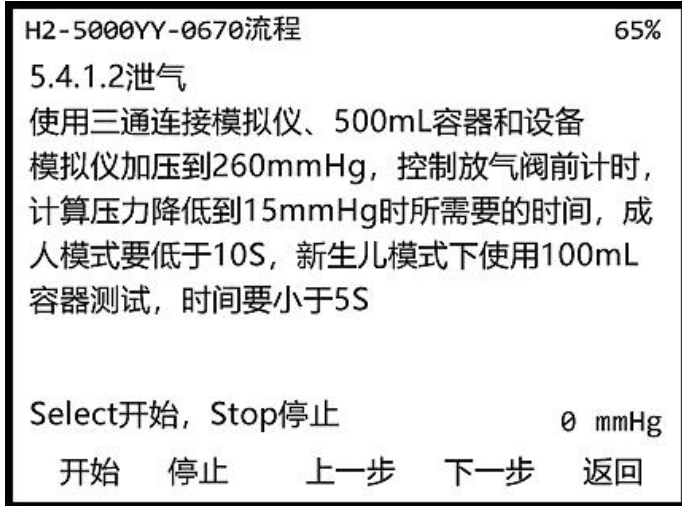 H2-5000YY-0670流程 65%
5.4.1.2泄气
使用三通连接模拟仪、500mL容器和设备
模拟仪加压到260mmHg，控制放气阀前计时，
计算压力降低到15mmHg时所需要的时间，成
人模式要低于10S，新生儿模式下使用100mL
容器测试，时间要小于5S
Select开始，Stop停止 0 mmHg
开始 停止 上一步 下一步 返回